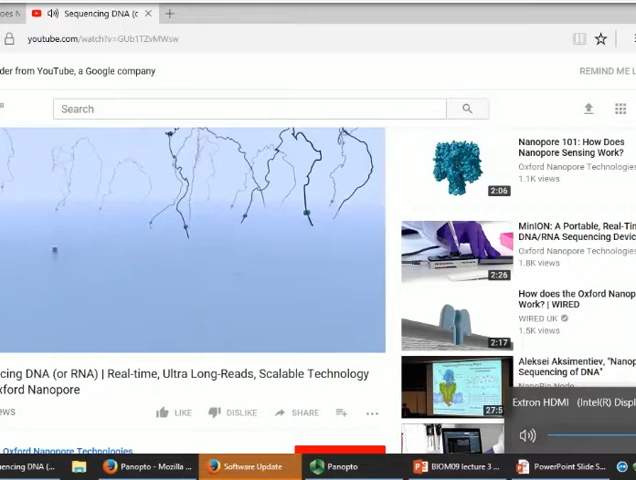 oes N
Sequencing DNA (c
youtube.com/watch?v=GUb1TZvMWsw
der from YouTube, a Google company
REMIND ME L
Search
Nanopore 101: How Does
Nanopore Sensing Work?
Oxford Nanopore Technologies
1.1K views
2:06
MinION: A Portable, Real-Tim
DNA/RNA Sequencing Devic
Oxford Nanopore Technologies
1.8K views
2:26
How does the Oxford Nanopor
Work? | WIRED
WIRED UK
1.5K views
2:17
Aleksei Aksimentiev, "Nanop
Sequencing of DNA"
27:5
cing DNA (or RNA) | Real-time, Ultra Long-Reads, Scalable Technology
xford Nanopore
ews
LIKE
DISLIKE
SHARE
Extron HDMI (Intel(R) Displ
Oxford Nanopore Technologies
uencing DNA (...
Panopto - Mozilla ...
Software Update
Panopto
BIOM09 lecture 3 ...
PowerPoint Slide S...